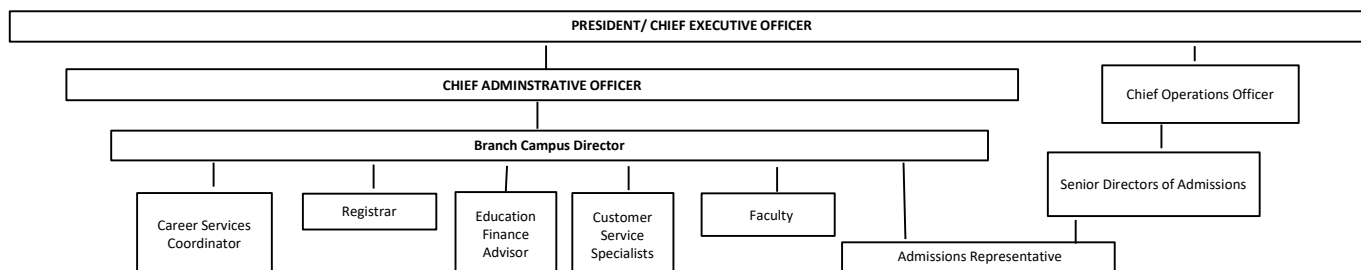 PRESIDENT/ CHIEF EXECUTIVE OFFICER
CHIEF ADMINSTRATIVE OFFICER
Chief Operations Officer
Branch Campus Director
Senior Directors of Admissions
Career Services
Coordinator
Registrar
Education
Finance
Advisor
Customer
Service
Specialists
Faculty
Admissions Representative